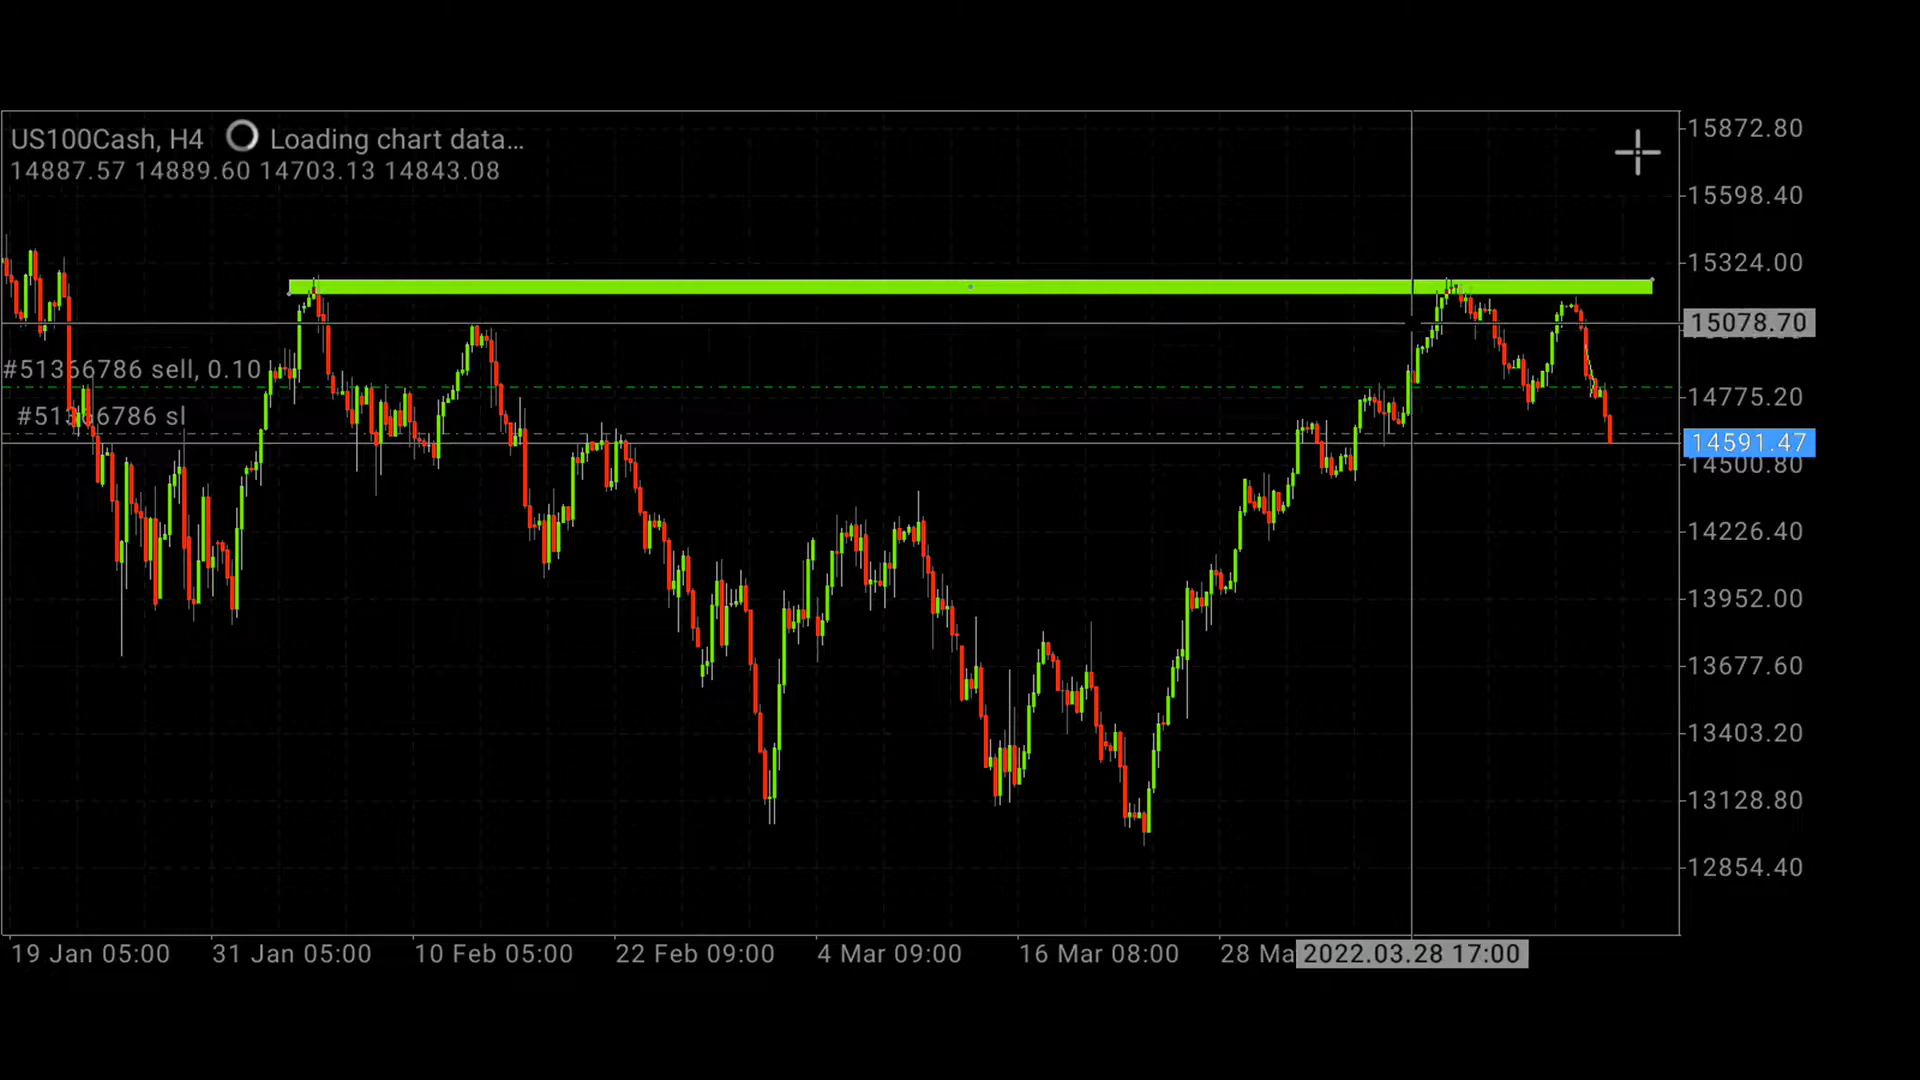 US100Cash, H4 Loading chart data...
14887.57 14889.60 14703.13 14843.08
15872.80
15598.40
15324.00
15078.70
#51366786 sell, 0.10
14775.20
#51366786 sl
14591.47
14500.80
14226.40
13952.00
13677.60
13403.20
13128.80
12854.40
19 Jan 05:00 31 Jan 05:00 10 Feb 05:00 22 Feb 09:00 4 Mar 09:00 16 Mar 08:00 28 Ma 2022.03.28 17:00